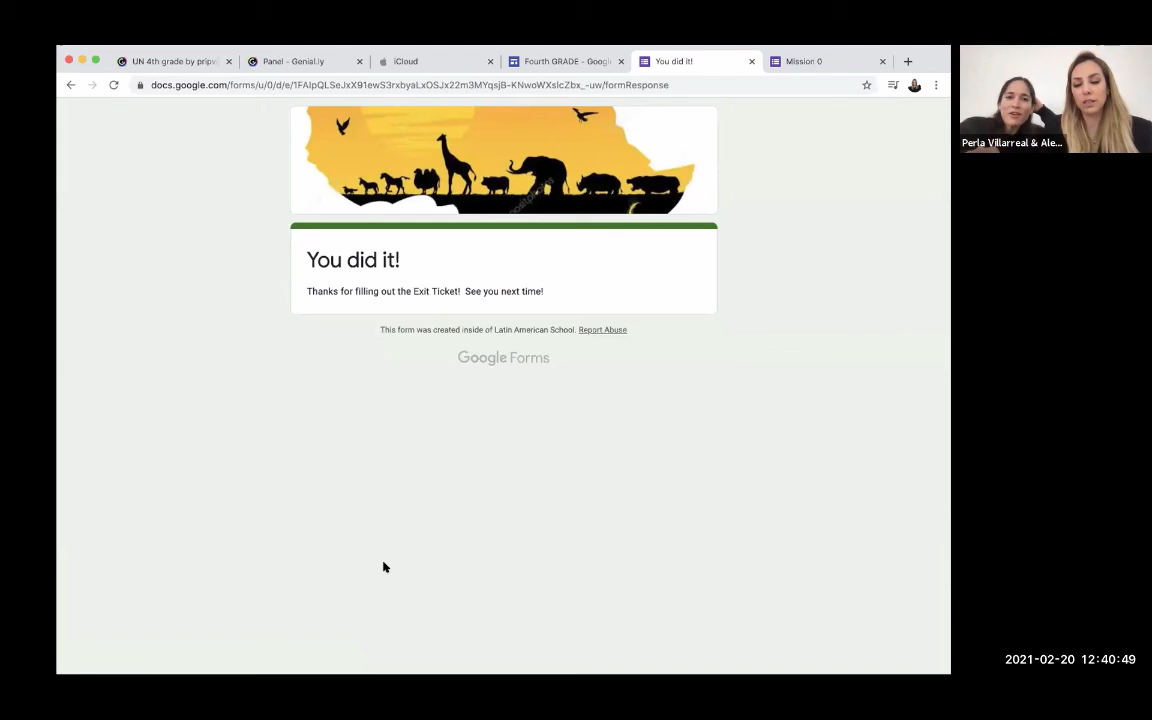 UN 4th grade by pripv
Panel - Genial.ly
iCloud
Fourth GRADE - Googl
You did it!
Mission 0
docs.google.com/forms/u/0/d/e/1FAIpQLSeJxX91ewS3rxbyaLxOSJx22m3MYqsjB-KNwoWXslcZbx_-uw/formResponse
Perla Villarreal & Ale...
You did it!
Thanks for filling out the Exit Ticket! See you next time!
This form was created inside of Latin American School. Report Abuse
Google Forms
2021-02-20 12:40:49